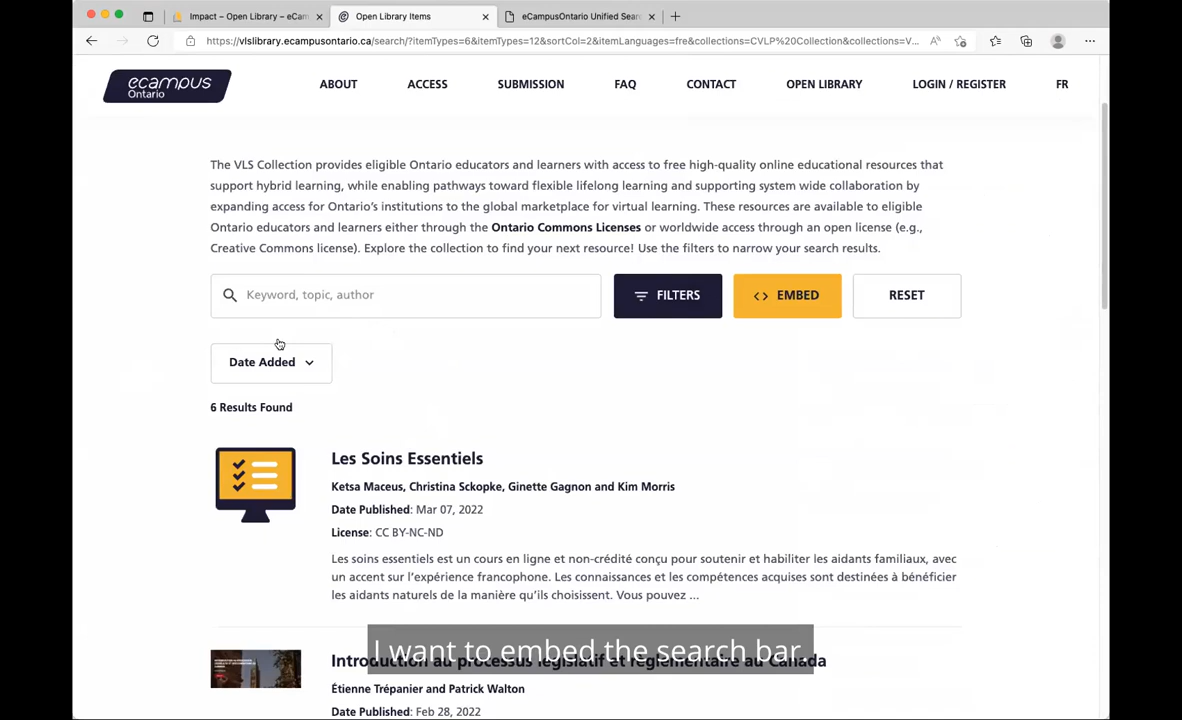 Impact – Open Library – eCam
Open Library Items
eCampusOntario Unified Sear
https://vlslibrary.ecampusontario.ca/search/?itemTypes=6&itemTypes=12&sortCol=2&itemLanguages=fre&collections=CVLP%20Collection&collections=V...
ecampus
Ontario
ABOUT
ACCESS
SUBMISSION
FAQ
CONTACT
OPEN LIBRARY
LOGIN / REGISTER
FR
The VLS Collection provides eligible Ontario educators and learners with access to free high-quality online educational resources that
support hybrid learning, while enabling pathways toward flexible lifelong learning and supporting system wide collaboration by
expanding access for Ontario’s institutions to the global marketplace for virtual learning. These resources are available to eligible
Ontario educators and learners either through the Ontario Commons Licenses or worldwide access through an open license (e.g.,
Creative Commons license). Explore the collection to find your next resource! Use the filters to narrow your search results.
Keyword, topic, author
FILTERS
EMBED
RESET
Date Added
6 Results Found
Les Soins Essentiels
Ketsa Maceus, Christina Sckopke, Ginette Gagnon and Kim Morris
Date Published: Mar 07, 2022
License: CC BY-NC-ND
Les soins essentiels est un cours en ligne et non-crédité conçu pour soutenir et habiliter les aidants familiaux, avec
un accent sur l’expérience francophone. Les connaissances et les compétences acquises sont destinées à bénéficier
les aidants naturels de la manière qu’ils choisissent. Vous pouvez ...
I want to embed the search bar.
Introduction au processus législatif et réglementaire au Canada
Étienne Trépanier and Patrick Walton
Date Published: Feb 28, 2022